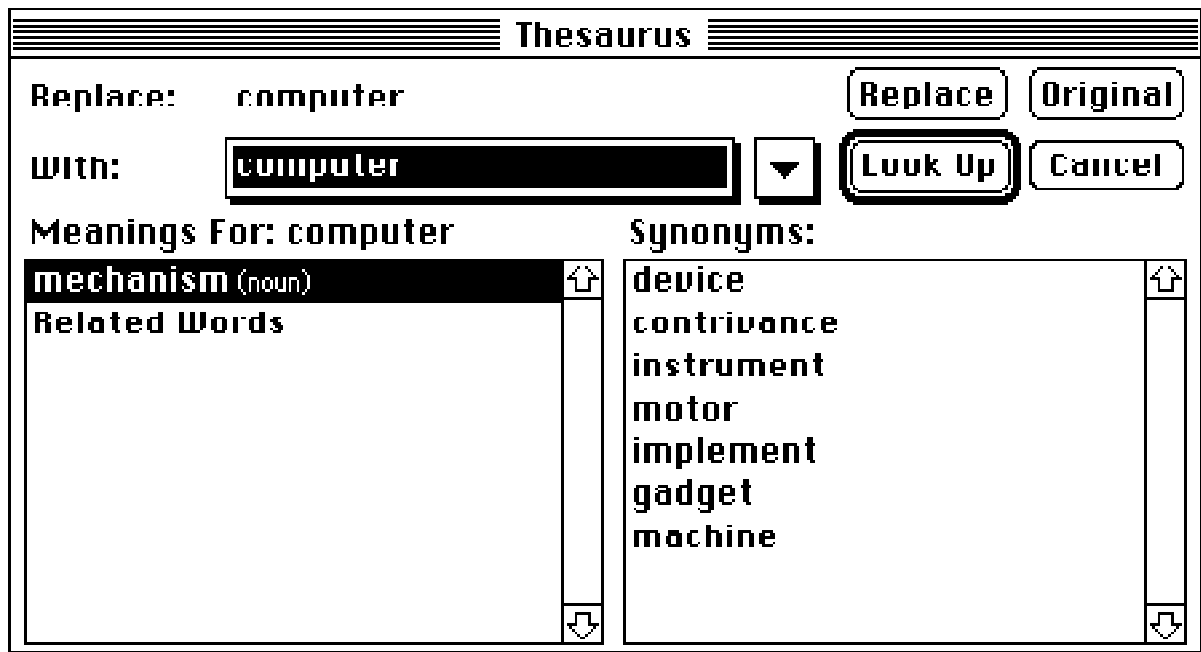 Thesaurus
Replace: computer Replace Original
With: computer Look Up Cancel
Meanings For: computer Synonyms:
mechanism (noun) device
Related Words contrivance
instrument
motor
implement
gadget
machine